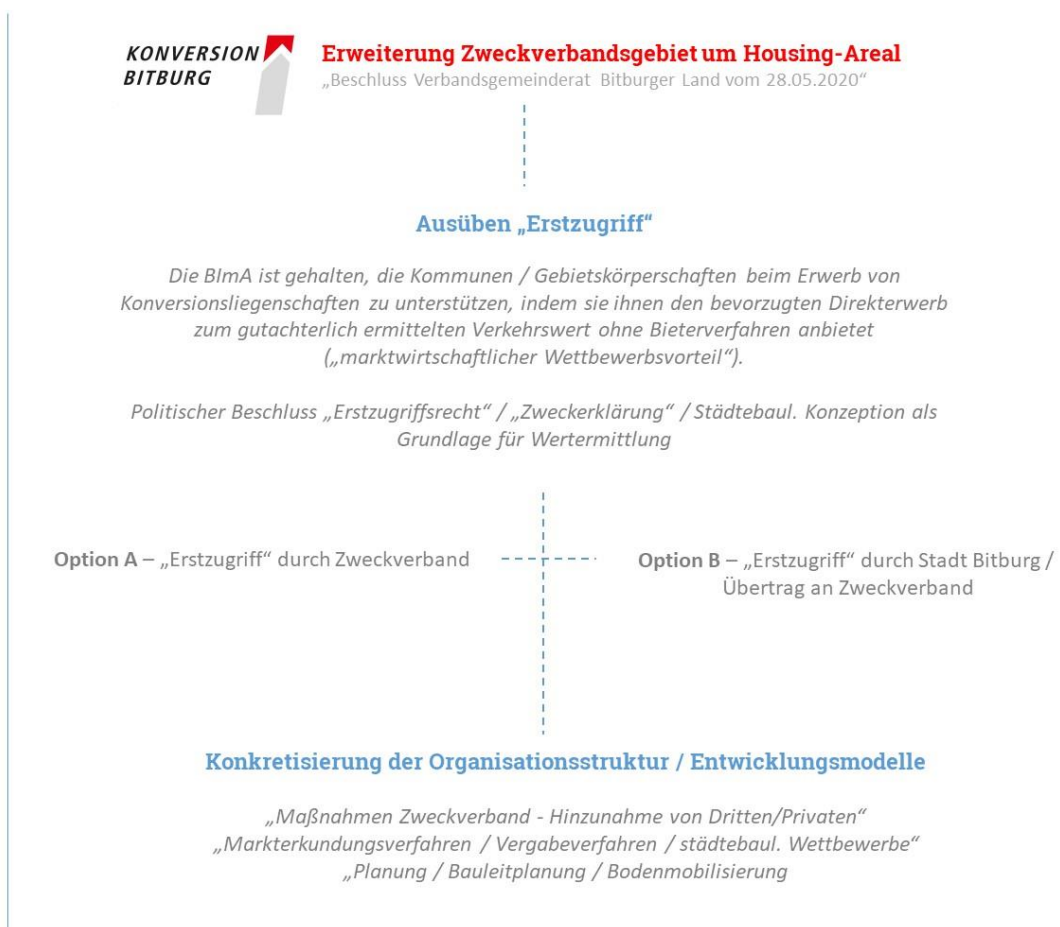 KONVERSION
BITBURG
Erweiterung Zweckverbandsgebiet um Housing-Areal
„Beschluss Verbandsgemeinderat Bitburger Land vom 28.05.2020“
Ausüben „Erstzugriff“
Die BImA ist gehalten, die Kommunen / Gebietskörperschaften beim Erwerb von
Konversionsliegenschaften zu unterstützen, indem sie ihnen den bevorzugten Direkterwerb
zum gutachterlich ermittelten Verkehrswert ohne Bieterverfahren anbietet
(„marktwirtschaftlicher Wettbewerbsvorteil“).
Politischer Beschluss „Erstzugriffsrecht“ / „Zweckerklärung“ / Städtebaul. Konzeption als
Grundlage für Wertermittlung
Option A – „Erstzugriff“ durch Zweckverband
Option B – „Erstzugriff“ durch Stadt Bitburg /
Übertrag an Zweckverband
Konkretisierung der Organisationsstruktur / Entwicklungsmodelle
„Maßnahmen Zweckverband - Hinzunahme von Dritten/Privaten“
„Markterkundungsverfahren / Vergabeverfahren / städtebaul. Wettbewerbe“
„Planung / Bauleitplanung / Bodenmobilisierung